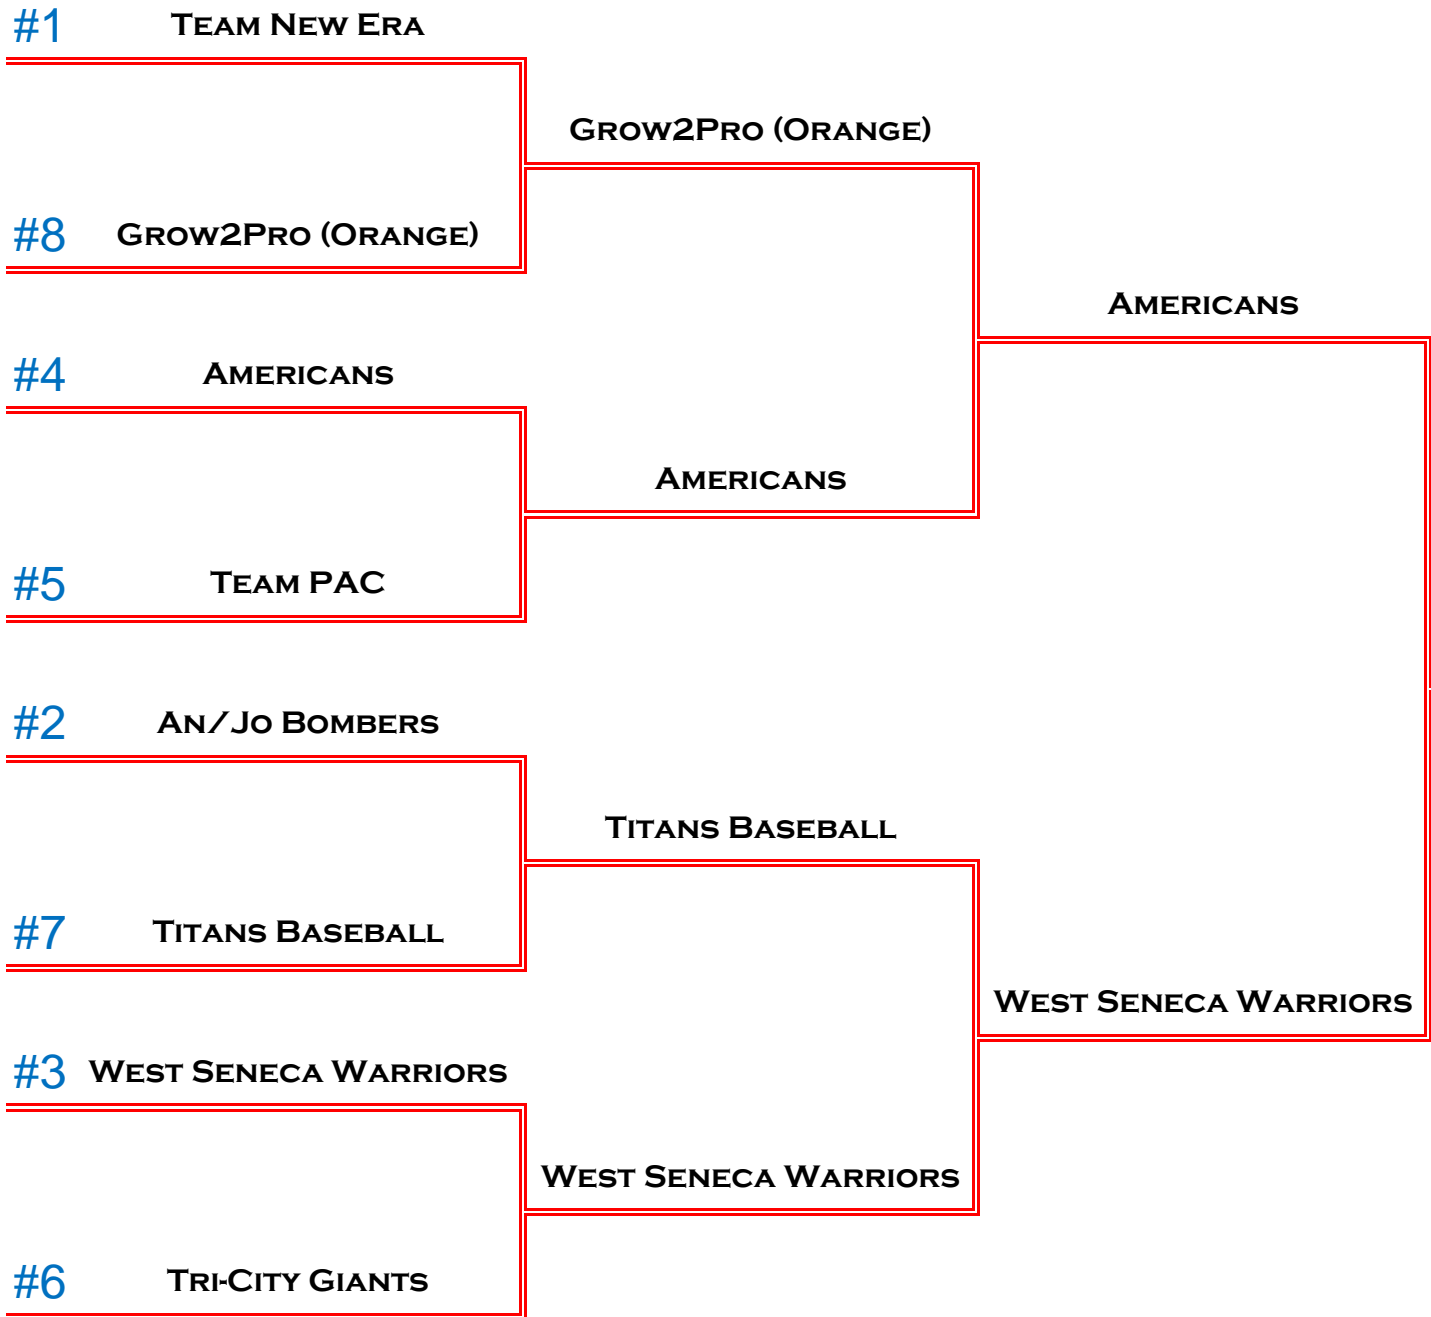 #1 Team New Era
Grow2Pro (Orange)
#8 Grow2Pro (Orange)
Americans
#4 Americans
Americans
#5 Team PAC
#2 An/Jo Bombers
Titans Baseball
#7 Titans Baseball
West Seneca Warriors
#3 West Seneca Warriors
West Seneca Warriors
#6 Tri-City Giants